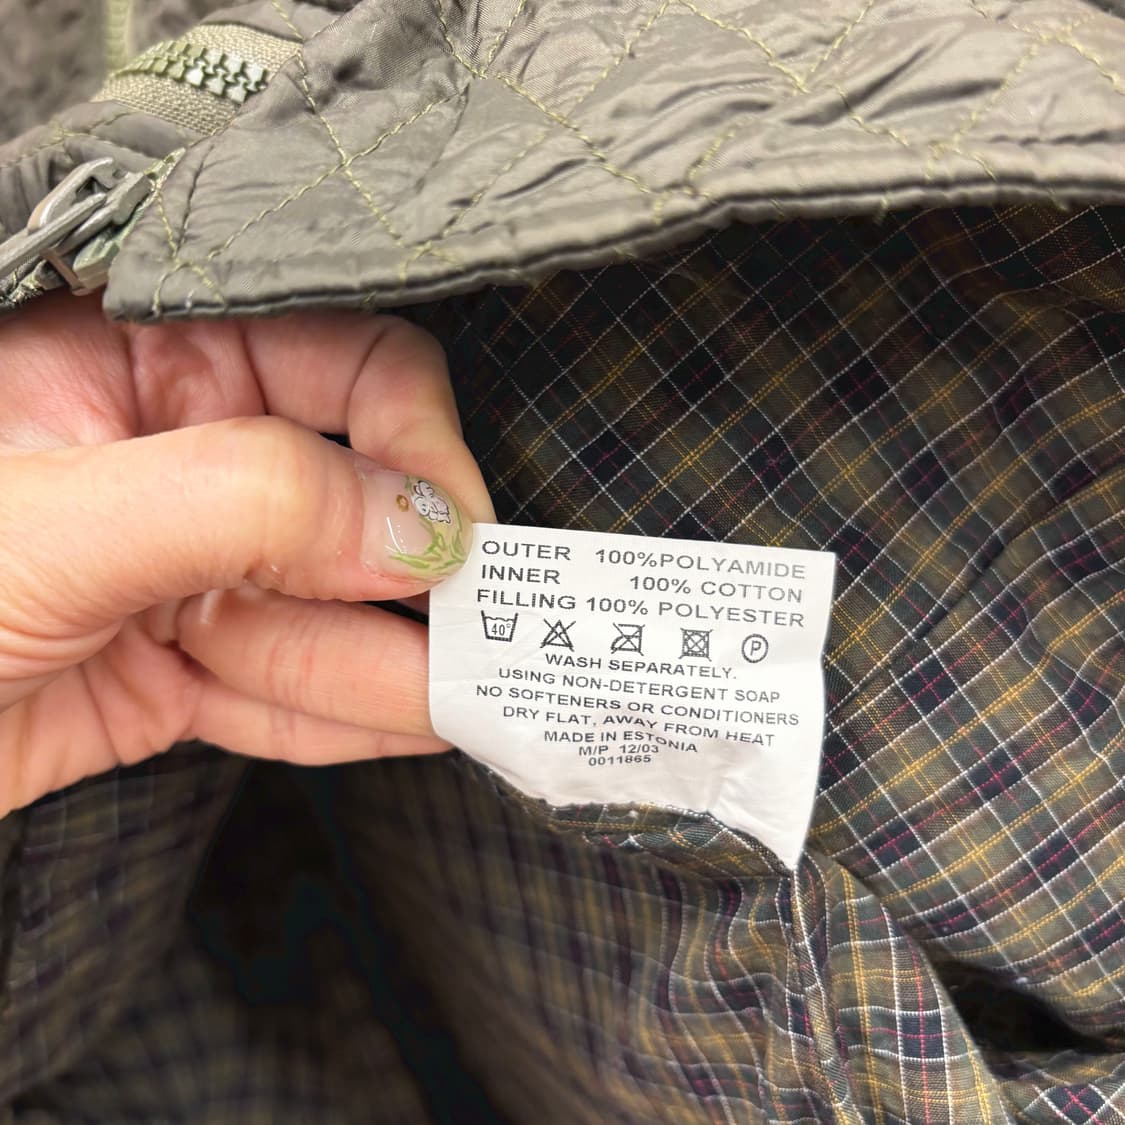 OUTER 100%POLYAMIDE
INNER 100% COTTON
FILLING 100% POLYESTER
40° P
WASH SEPARATELY.
USING NON-DETERGENT SOAP
NO SOFTENERS OR CONDITIONERS
DRY FLAT, AWAY FROM HEAT
MADE IN ESTONIA
M/P 12/03
0011865